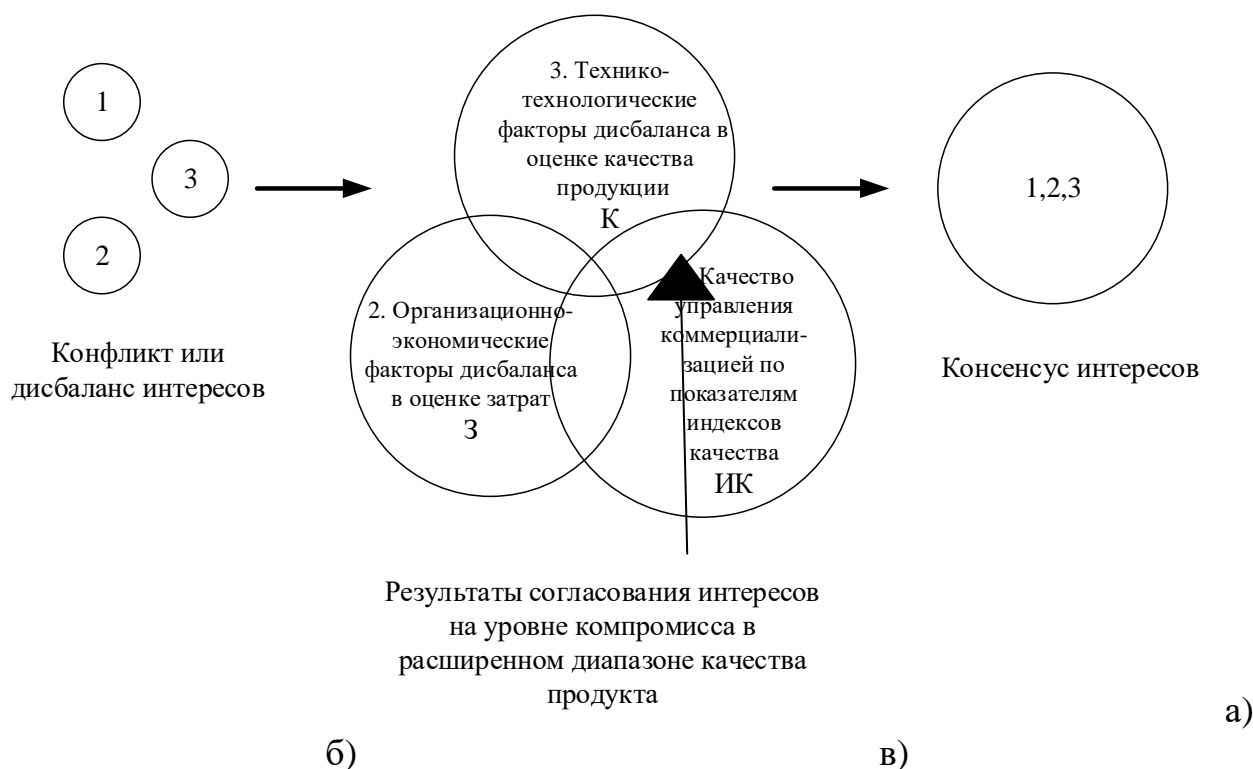 1
3
2
Конфликт или
дисбаланс интересов
3. Технико-
технологические
факторы дисбаланса в
оценке качества
продукции
К
2. Организационно-
экономические
факторы дисбаланса
в оценке затрат
З
Качество
управления
коммерциали-
зацией по
показателям
индексов
качества
ИК
Результаты согласования интересов
на уровне компромисса в
расширенном диапазоне качества
продукта
1,2,3
Консенсус интересов
а)
б)
в)